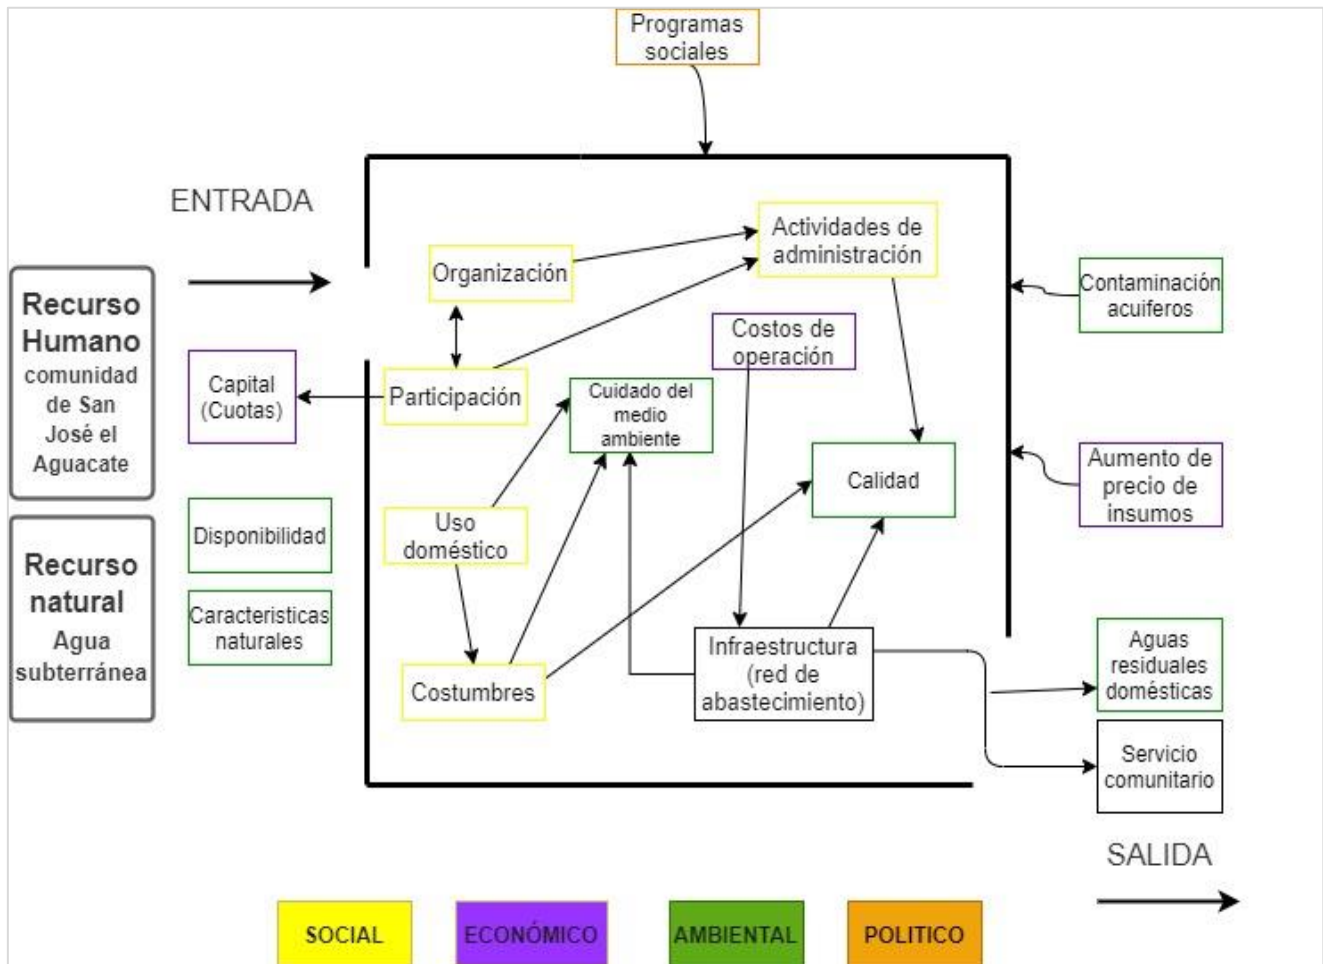 Programas
sociales
ENTRADA
Recurso
Humano
comunidad
de San
José el
Aguacate
Recurso
natural
Agua
subterránea
Capital
(Cuotas)
Disponibilidad
Caracteristicas
naturales
Organización
Participación
Uso
doméstico
Costumbres
Actividades de
administración
Costos de
operación
Cuidado del
medio
ambiente
Calidad
Infraestructura
(red de
abastecimiento)
Contaminación
acuiferos
Aumento de
precio de
insumos
Aguas
residuales
domésticas
Servicio
comunitario
SALIDA
SOCIAL
ECONÓMICO
AMBIENTAL
POLITICO